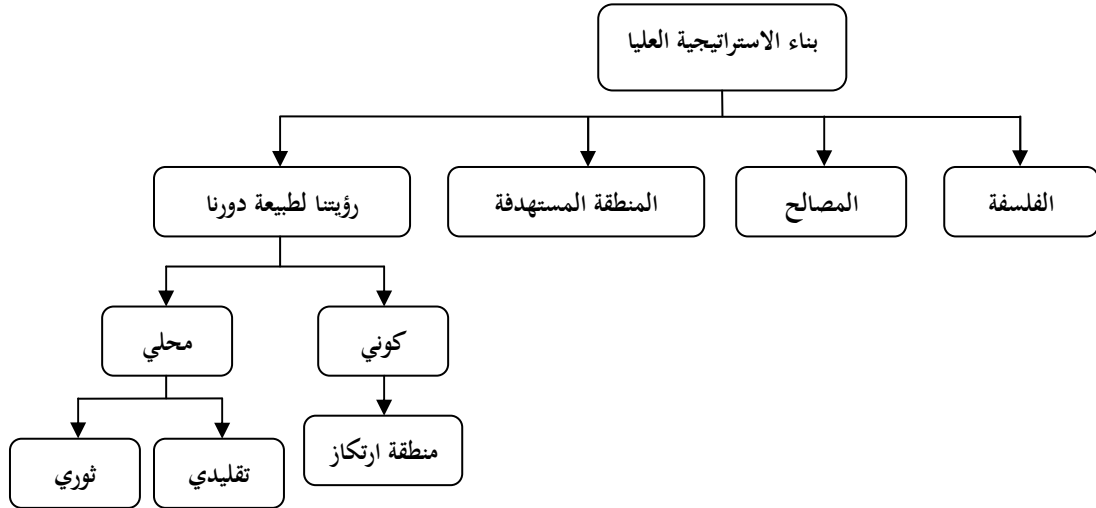 بناء الاستراتيجية العليا
الفلسفة
المصالح
المنطقة المستهدفة
رؤيتنا لطبيعة دورنا
كوني
محلي
منطقة ارتكاز
تقليدي
ثوري